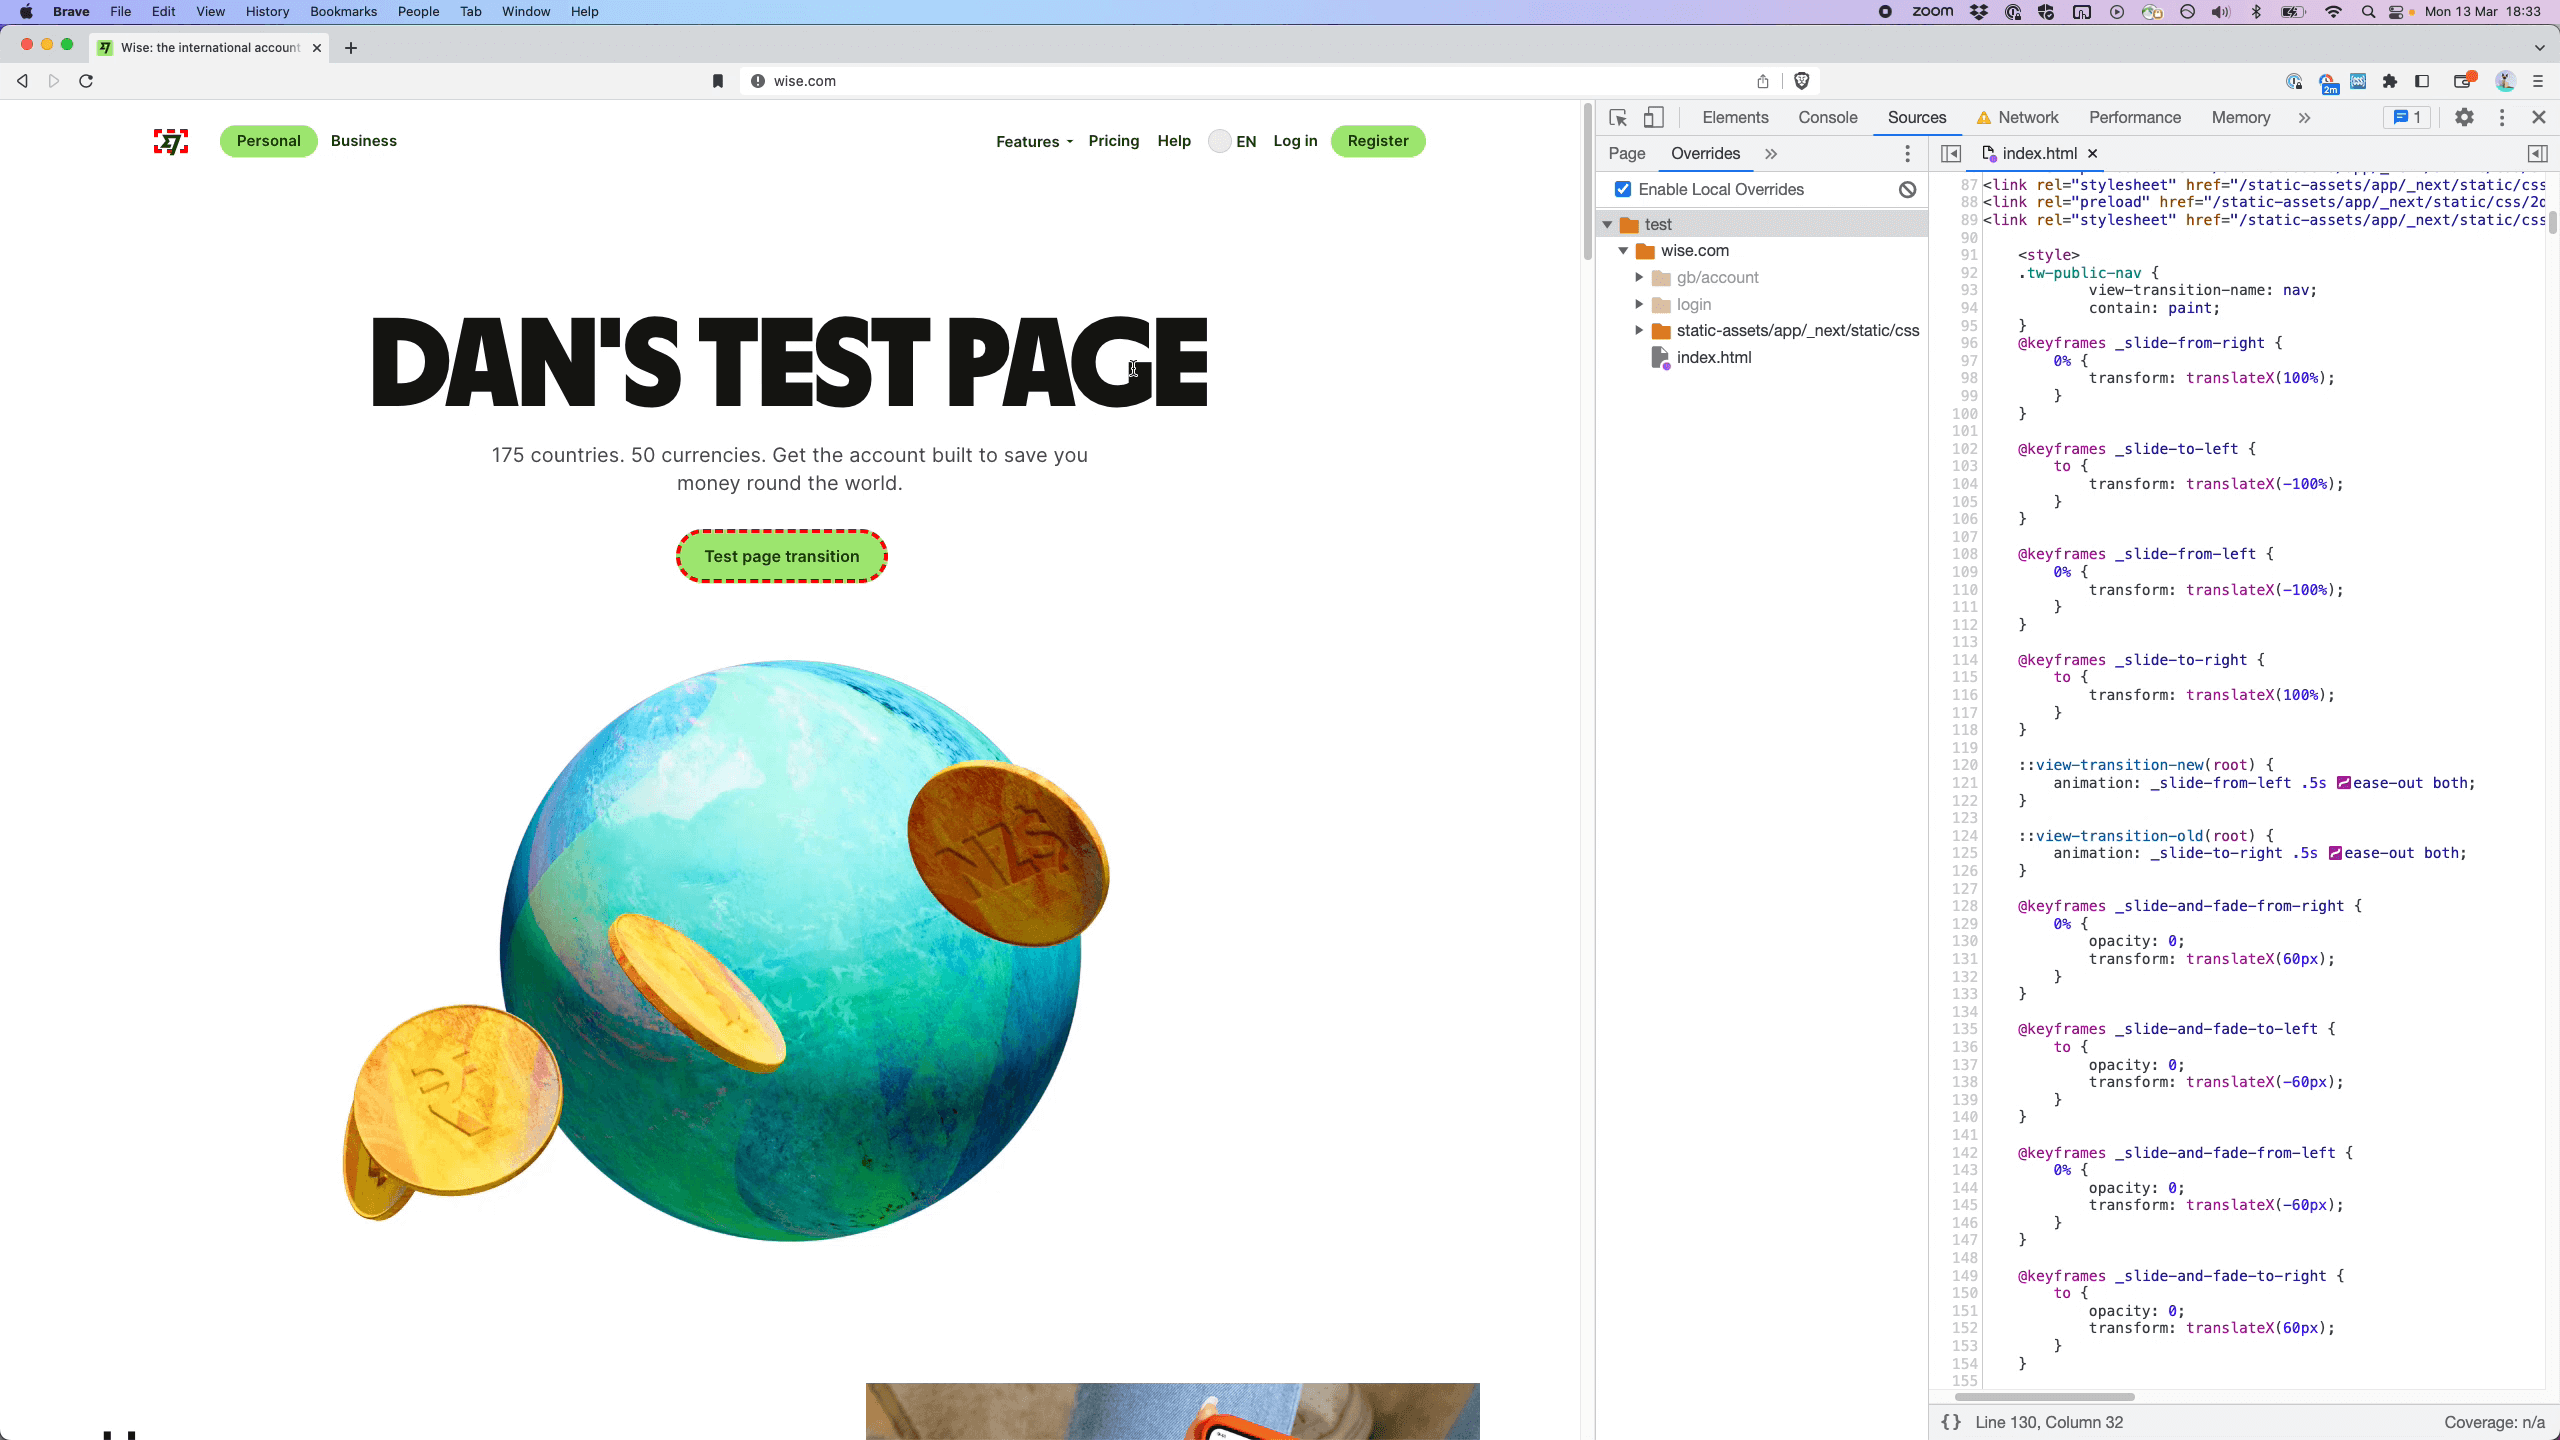 Brave File Edit View History Bookmarks People Tab Window Help zoom Mon 13 Mar 18:33
Wise: the international account
wise.com 2m
Personal Business Features Pricing Help EN Log in Register
DAN'S TEST PAGE
175 countries. 50 currencies. Get the account built to save you
money round the world.
Test page transition
NZ$
Elements Console Sources Network Performance Memory 1
Page Overrides
index.html
Enable Local Overrides
test
wise.com
gb/account
login
static-assets/app/_next/static/css
index.html
87 <link rel="stylesheet" href="/static-assets/app/_next/static/css
88 <link rel="preload" href="/static-assets/app/_next/static/css/2d
89 <link rel="stylesheet" href="/static-assets/app/_next/static/css
90
91 <style>
92 .tw-public-nav {
93 view-transition-name: nav;
94 contain: paint;
95 }
96 @keyframes _slide-from-right {
97 0% {
98 transform: translateX(100%);
99 }
100 }
101
102 @keyframes _slide-to-left {
103 to {
104 transform: translateX(-100%);
105 }
106 }
107
108 @keyframes _slide-from-left {
109 0% {
110 transform: translateX(-100%);
111 }
112 }
113
114 @keyframes _slide-to-right {
115 to {
116 transform: translateX(100%);
117 }
118 }
119
120 ::view-transition-new(root) {
121 animation: _slide-from-left .5s ease-out both;
122 }
123
124 ::view-transition-old(root) {
125 animation: _slide-to-right .5s ease-out both;
126 }
127
128 @keyframes _slide-and-fade-from-right {
129 0% {
130 opacity: 0;
131 transform: translateX(60px);
132 }
133 }
134
135 @keyframes _slide-and-fade-to-left {
136 to {
137 opacity: 0;
138 transform: translateX(-60px);
139 }
140 }
141
142 @keyframes _slide-and-fade-from-left {
143 0% {
144 opacity: 0;
145 transform: translateX(-60px);
146 }
147 }
148
149 @keyframes _slide-and-fade-to-right {
150 to {
151 opacity: 0;
152 transform: translateX(60px);
153 }
154 }
155
{} Line 130, Column 32 Coverage: n/a